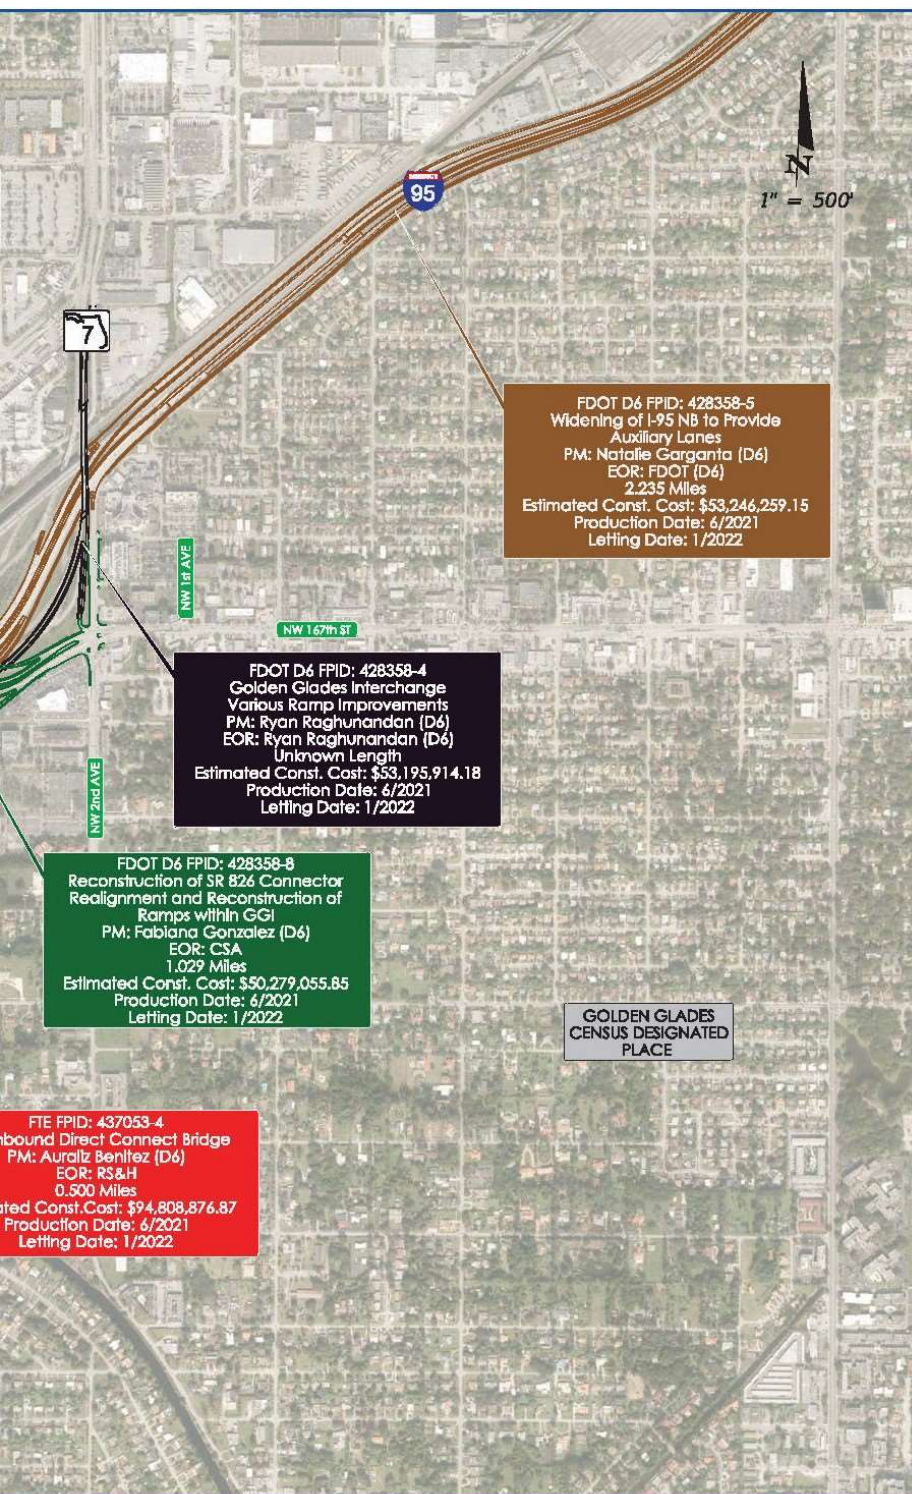 N
1" = 500'
95
7
FDOT D6 FPID: 428358-5
Widening of I-95 NB to Provide
Auxiliary Lanes
PM: Natalie Garganta (D6)
EOR: FDOT (D6)
2.235 Miles
Estimated Const. Cost: $53,246,259.15
Production Date: 6/2021
Letting Date: 1/2022
NW 1st AVE
NW 167th ST
FDOT D6 FPID: 428358-4
Golden Glades Interchange
Various Ramp Improvements
PM: Ryan Raghunandan (D6)
EOR: Ryan Raghunandan (D6)
Unknown Length
Estimated Const. Cost: $53,195,914.18
Production Date: 6/2021
Letting Date: 1/2022
NW 2nd AVE
FDOT D6 FPID: 428358-8
Reconstruction of SR 826 Connector
Realignment and Reconstruction of
Ramps within GGI
PM: Fabiana Gonzalez (D6)
EOR: CSA
1.029 Miles
Estimated Const. Cost: $50,279,055.85
Production Date: 6/2021
Letting Date: 1/2022
GOLDEN GLADES
CENSUS DESIGNATED
PLACE
FTE FPID: 437053-4
nbound Direct Connect Bridge
PM: Auraliz Benitez (D6)
EOR: RS&H
0.500 Miles
ated Const.Cost: $94,808,876.87
Production Date: 6/2021
Letting Date: 1/2022